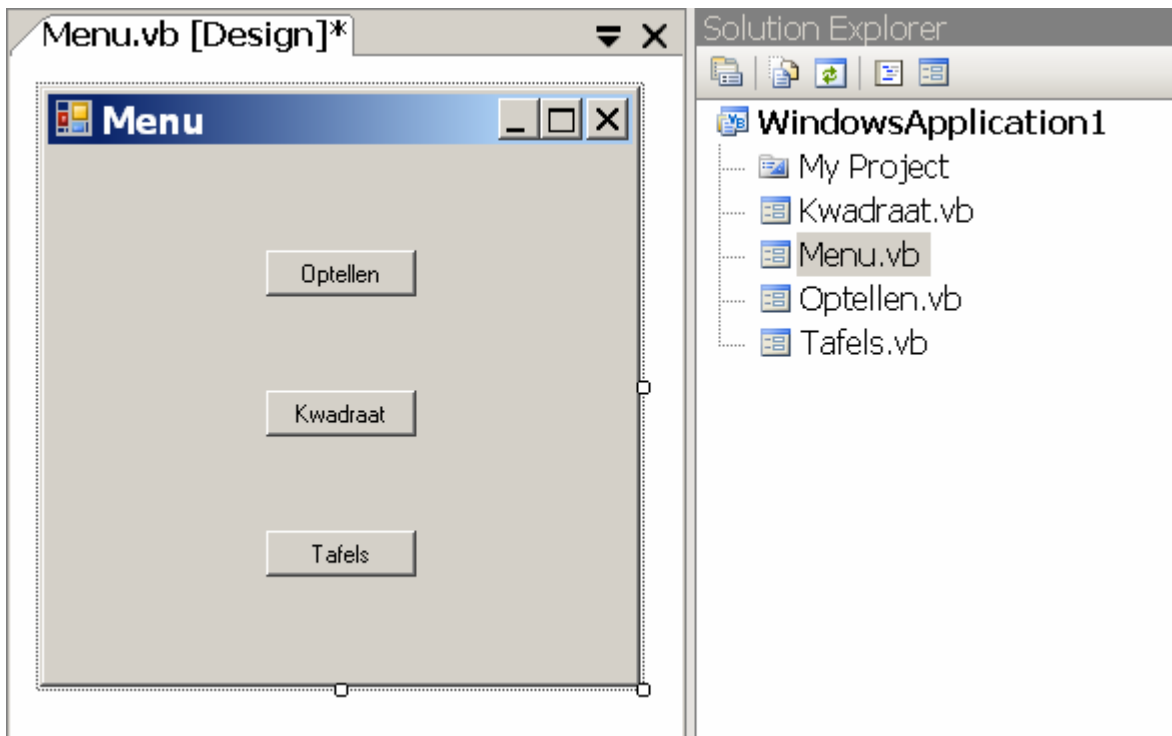 Menu.vb [Design]*
Menu
Optellen
Kwadraat
Tafels
Solution Explorer
WindowsApplication1
My Project
Kwadraat.vb
Menu.vb
Optellen.vb
Tafels.vb